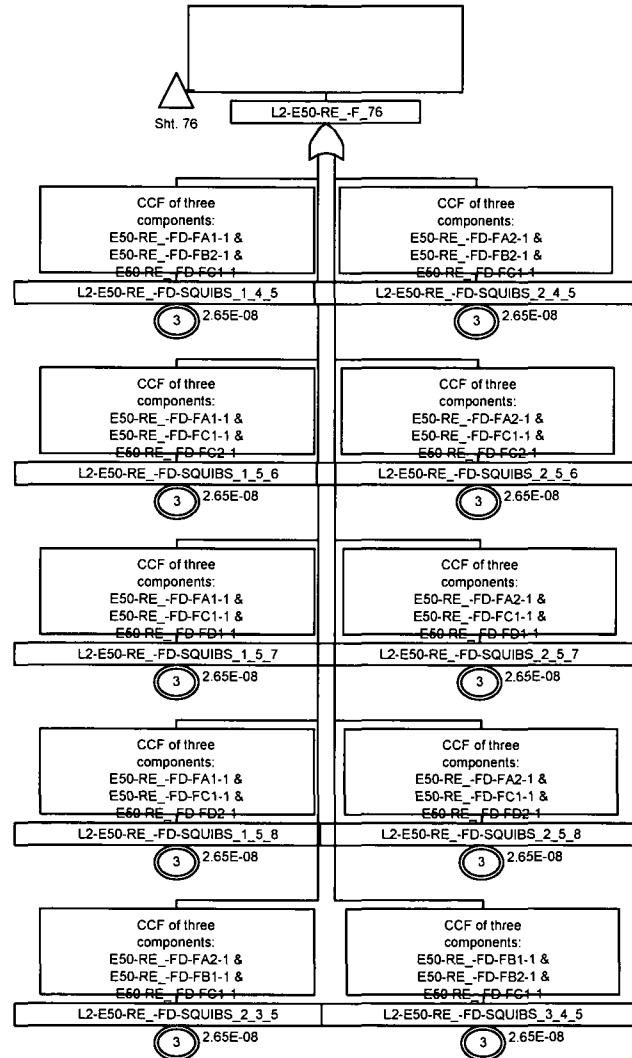 Sht. 76
L2-E50-RE_-F_76
CCF of three
components:
E50-RE_-FD-FA1-1 &
E50-RE_-FD-FB2-1 &
E50-RE_-FD-FC1-1
L2-E50-RE_-FD-SQUIBS_1_4_5
3
2.65E-08
CCF of three
components:
E50-RE_-FD-FA2-1 &
E50-RE_-FD-FB2-1 &
E50-RE_-FD-FC1-1
L2-E50-RE_-FD-SQUIBS_2_4_5
3
2.65E-08
CCF of three
components:
E50-RE_-FD-FA1-1 &
E50-RE_-FD-FC1-1 &
E50-RE_-FD-FC2-1
L2-E50-RE_-FD-SQUIBS_1_5_6
3
2.65E-08
CCF of three
components:
E50-RE_-FD-FA2-1 &
E50-RE_-FD-FC1-1 &
E50-RE_-FD-FC2-1
L2-E50-RE_-FD-SQUIBS_2_5_6
3
2.65E-08
CCF of three
components:
E50-RE_-FD-FA1-1 &
E50-RE_-FD-FC1-1 &
E50-RE_-FD-FD1-1
L2-E50-RE_-FD-SQUIBS_1_5_7
3
2.65E-08
CCF of three
components:
E50-RE_-FD-FA2-1 &
E50-RE_-FD-FC1-1 &
E50-RE_-FD-FD1-1
L2-E50-RE_-FD-SQUIBS_2_5_7
3
2.65E-08
CCF of three
components:
E50-RE_-FD-FA1-1 &
E50-RE_-FD-FC1-1 &
E50-RE_-FD-FD2-1
L2-E50-RE_-FD-SQUIBS_1_5_8
3
2.65E-08
CCF of three
components:
E50-RE_-FD-FA2-1 &
E50-RE_-FD-FC1-1 &
E50-RE_-FD-FD2-1
L2-E50-RE_-FD-SQUIBS_2_5_8
3
2.65E-08
CCF of three
components:
E50-RE_-FD-FA2-1 &
E50-RE_-FD-FB1-1 &
E50-RE_-FD-FC1-1
L2-E50-RE_-FD-SQUIBS_2_3_5
3
2.65E-08
CCF of three
components:
E50-RE_-FD-FB1-1 &
E50-RE_-FD-FB2-1 &
E50-RE_-FD-FC1-1
L2-E50-RE_-FD-SQUIBS_3_4_5
3
2.65E-08